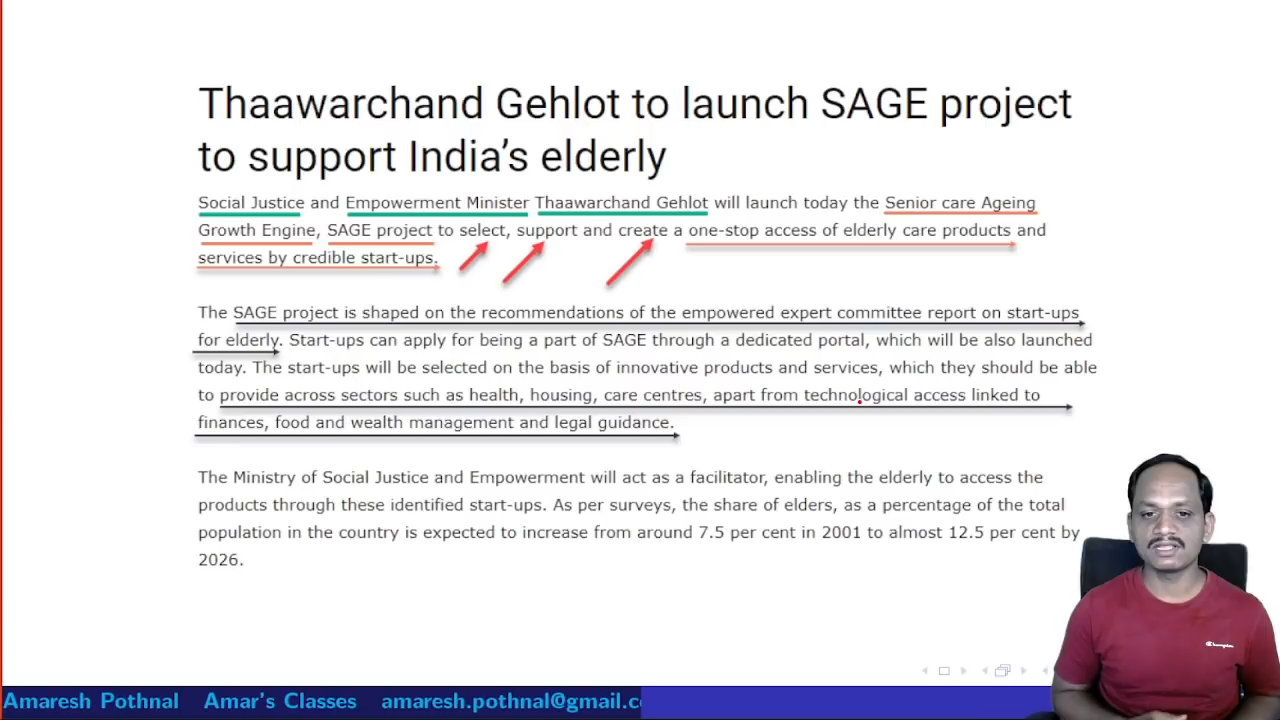 Thaawarchand Gehlot to launch SAGE project
to support India’s elderly
Social Justice and Empowerment Minister Thaawarchand Gehlot will launch today the Senior care Ageing
Growth Engine, SAGE project to select, support and create a one-stop access of elderly care products and
services by credible start-ups.
The SAGE project is shaped on the recommendations of the empowered expert committee report on start-ups
for elderly. Start-ups can apply for being a part of SAGE through a dedicated portal, which will be also launched
today. The start-ups will be selected on the basis of innovative products and services, which they should be able
to provide across sectors such as health, housing, care centres, apart from technological access linked to
finances, food and wealth management and legal guidance.
The Ministry of Social Justice and Empowerment will act as a facilitator, enabling the elderly to access the
products through these identified start-ups. As per surveys, the share of elders, as a percentage of the total
population in the country is expected to increase from around 7.5 per cent in 2001 to almost 12.5 per cent by
2026.
Champion
Amaresh Pothnal Amar's Classes amaresh.pothnal@gmail.c